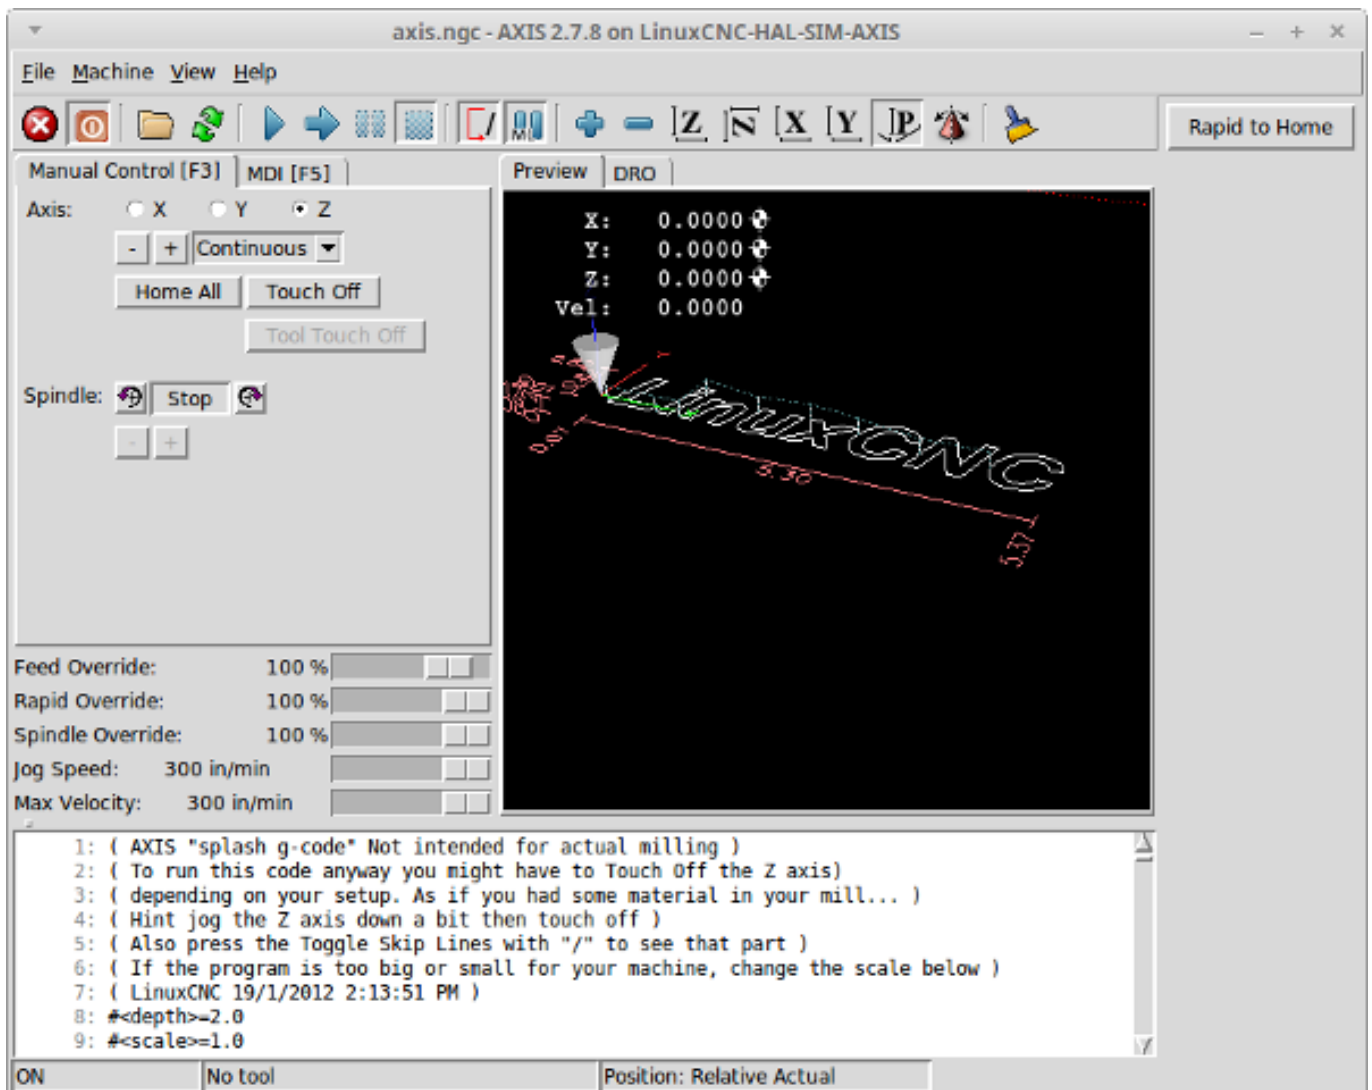 axis.ngc - AXIS 2.7.8 on LinuxCNC-HAL-SIM-AXIS
File Machine View Help
Z N X Y P
Rapid to Home
Manual Control [F3] MDI [F5]
Preview DRO
Axis: X Y Z
- + Continuous
Home All Touch Off
Tool Touch Off
Spindle: Stop
- +
X: 0.0000
Y: 0.0000
Z: 0.0000
Vel: 0.0000
LinuxCNC
5.30
5.37
Feed Override: 100 %
Rapid Override: 100 %
Spindle Override: 100 %
Jog Speed: 300 in/min
Max Velocity: 300 in/min
1: ( AXIS "splash g-code" Not intended for actual milling )
2: ( To run this code anyway you might have to Touch Off the Z axis)
3: ( depending on your setup. As if you had some material in your mill... )
4: ( Hint jog the Z axis down a bit then touch off )
5: ( Also press the Toggle Skip Lines with "/" to see that part )
6: ( If the program is too big or small for your machine, change the scale below )
7: ( LinuxCNC 19/1/2012 2:13:51 PM )
8: #<depth>=2.0
9: #<scale>=1.0
ON No tool Position: Relative Actual